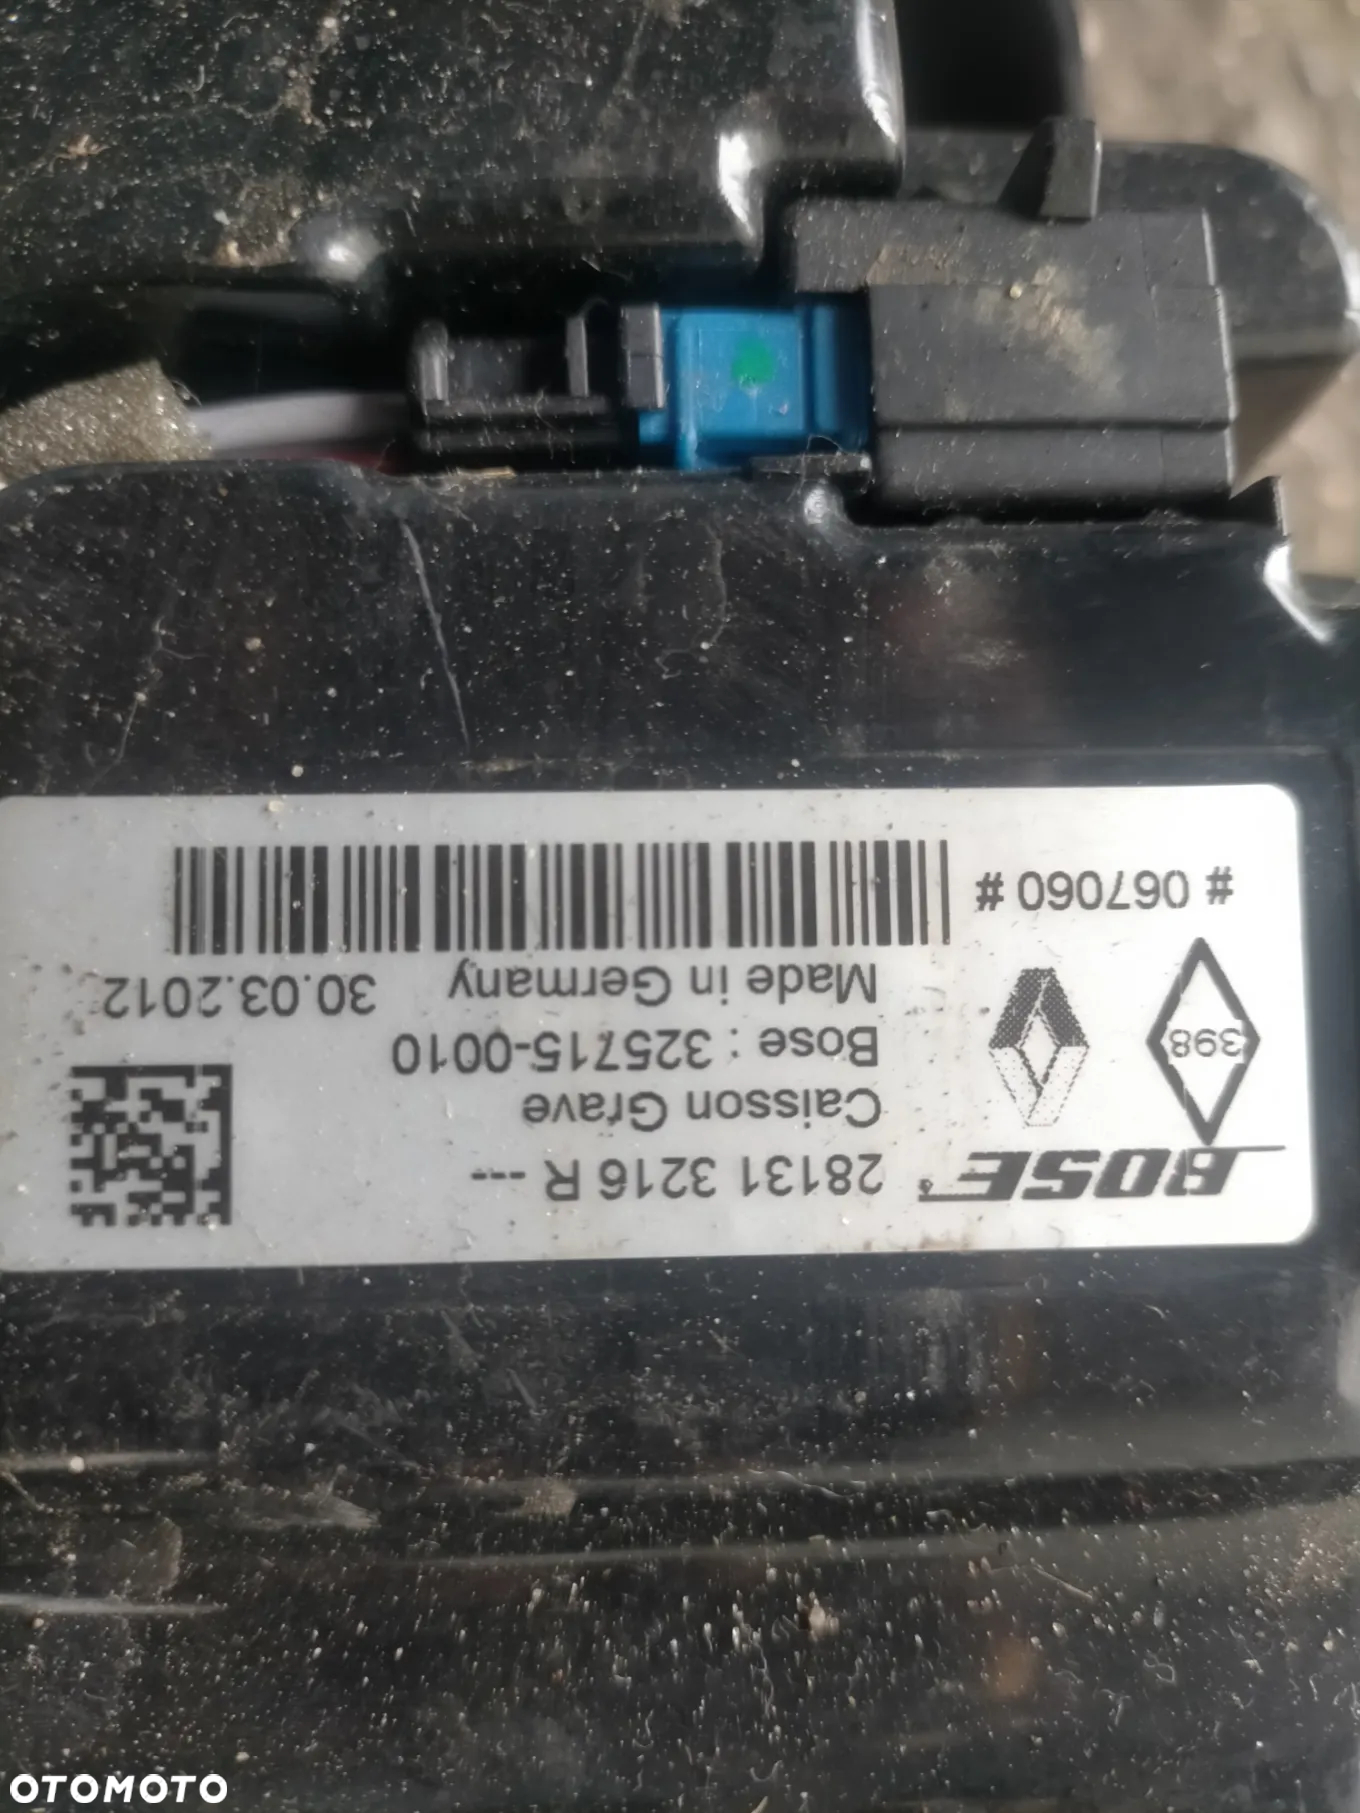 BOSE
28131 3216 R ---
Caisson Grave
Bose : 325715-0010
Made in Germany 30.03.2012
398
# 067060 #
OTOMOTO